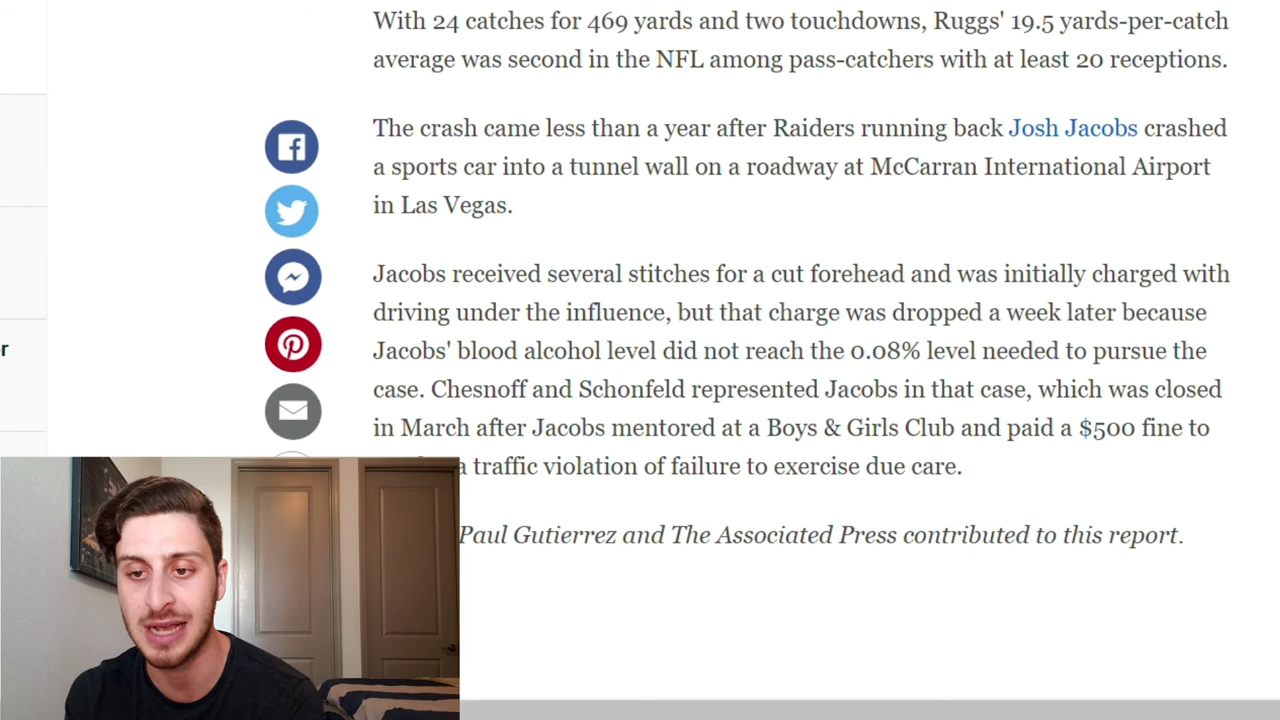 With 24 catches for 469 yards and two touchdowns, Ruggs' 19.5 yards-per-catch
average was second in the NFL among pass-catchers with at least 20 receptions.
The crash came less than a year after Raiders running back Josh Jacobs crashed
a sports car into a tunnel wall on a roadway at McCarran International Airport
in Las Vegas.
Jacobs received several stitches for a cut forehead and was initially charged with
driving under the influence, but that charge was dropped a week later because
Jacobs' blood alcohol level did not reach the 0.08% level needed to pursue the
case. Chesnoff and Schonfeld represented Jacobs in that case, which was closed
in March after Jacobs mentored at a Boys & Girls Club and paid a $500 fine to
a traffic violation of failure to exercise due care.
Paul Gutierrez and The Associated Press contributed to this report.